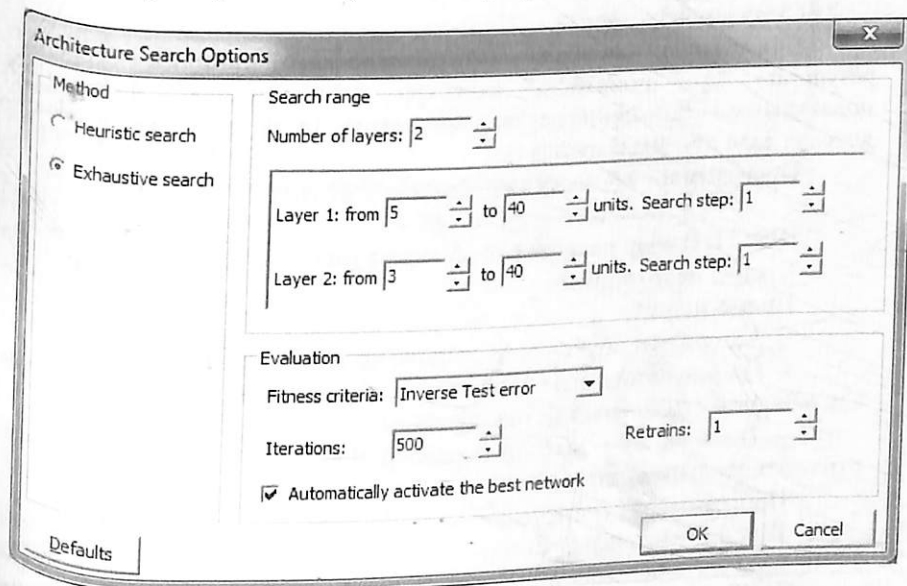 Architecture Search Options
x
Method
Heuristic search
Exhaustive search
Search range
Number of layers: 2
Layer 1: from 5 to 40 units. Search step: 1
Layer 2: from 3 to 40 units. Search step: 1
Evaluation
Fitness criteria: Inverse Test error
Iterations: 500 Retrains: 1
Automatically activate the best network
Defaults
OK
Cancel